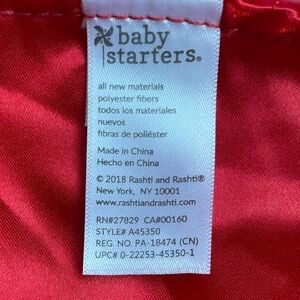 baby
starters®
all new materials
polyester fibers
todos los materiales
nuevos
fibras de poliéster
Made in China
Hecho en China
© 2018 Rashti and Rashti®
New York, NY 10001
www.rashtiandrashti.com
RN#27829 CA#00160
STYLE# A45350
REG. NO. PA-18474 (CN)
UPC# 0-22253-45350-1